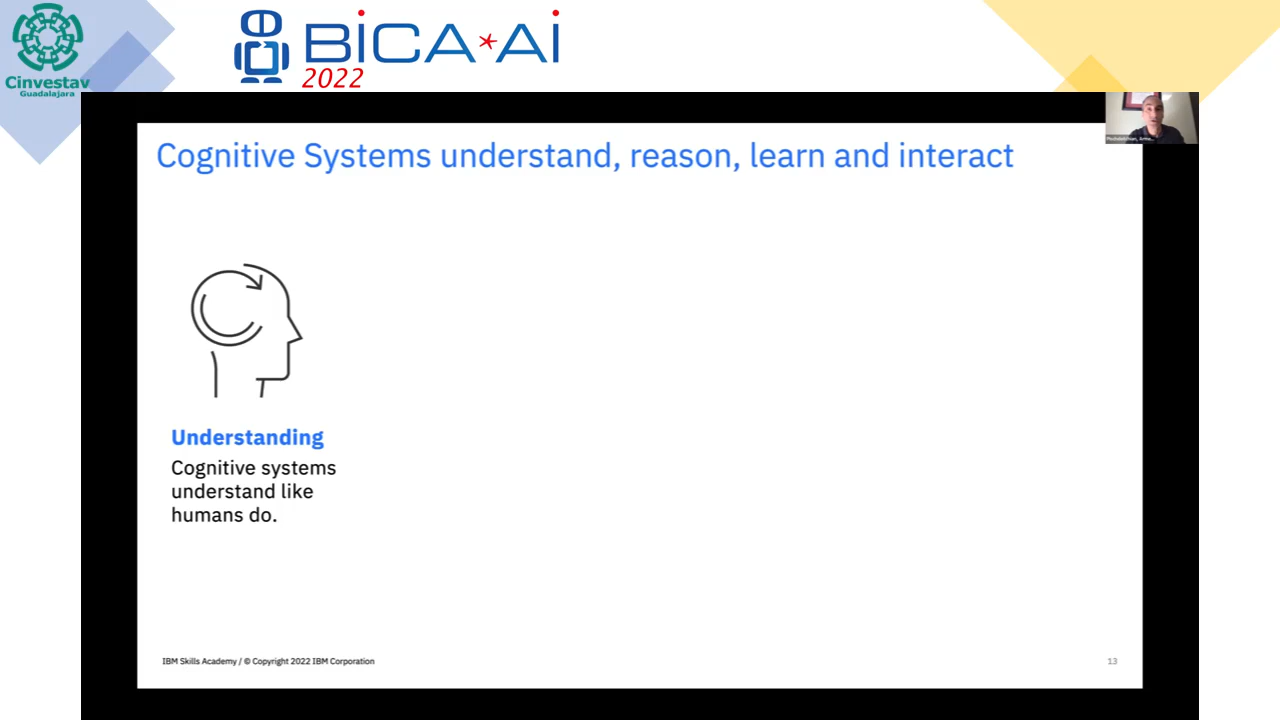 Cinvestav
Guadalajara
BiCA*Ai
2022
Cognitive Systems understand, reason, learn and interact
Understanding
Cognitive systems
understand like
humans do.
IBM Skills Academy / © Copyright 2022 IBM Corporation
13